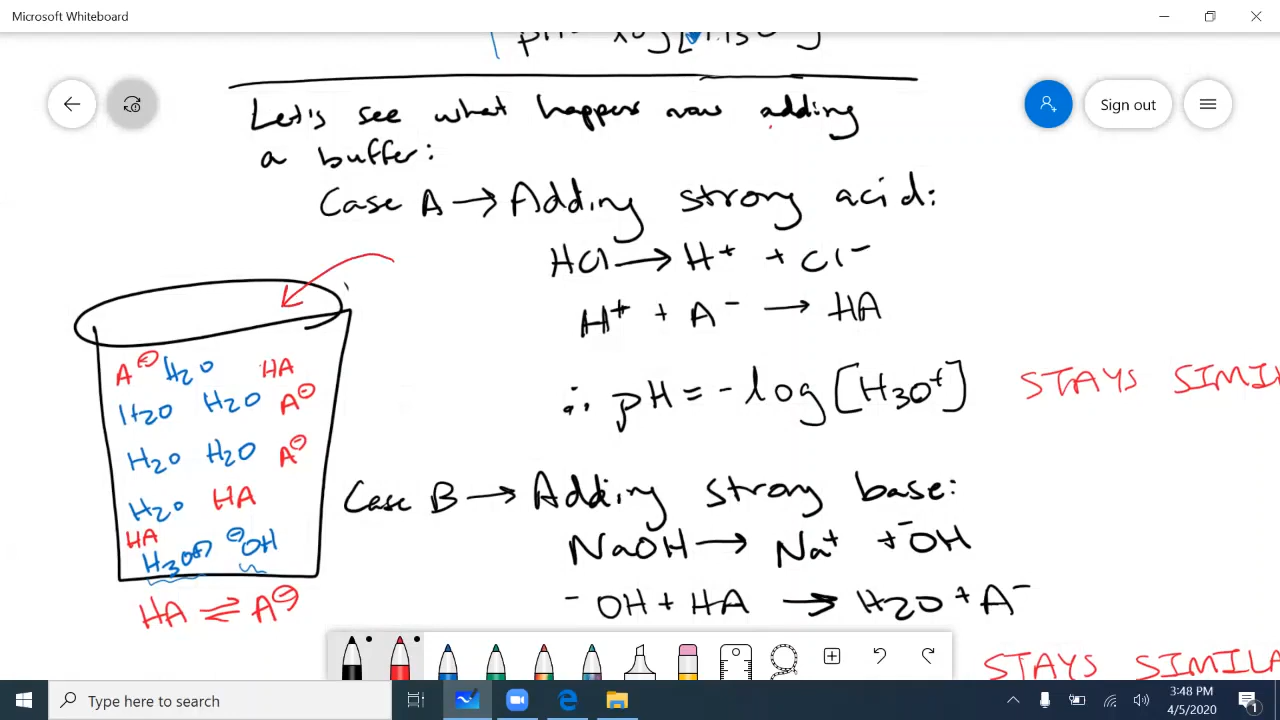 Microsoft Whiteboard
Sign out
Let's see what happens now adding
a buffer:
Case A → Adding strong acid:
HCl → H+ + Cl−
H+ + A− → HA
∴ pH = -log [H3O+] STAYS SIMIL
A⊖ H2O HA
H2O H2O A⊖
H2O H2O A⊖
H2O HA
HA
H3O⊕ ⊖OH
HA ⇌ A⊖
Case B → Adding strong base:
NaOH → Na+ + −OH
−OH + HA → H2O + A−
STAYS SIMILA
Type here to search
3:48 PM
4/5/2020
1